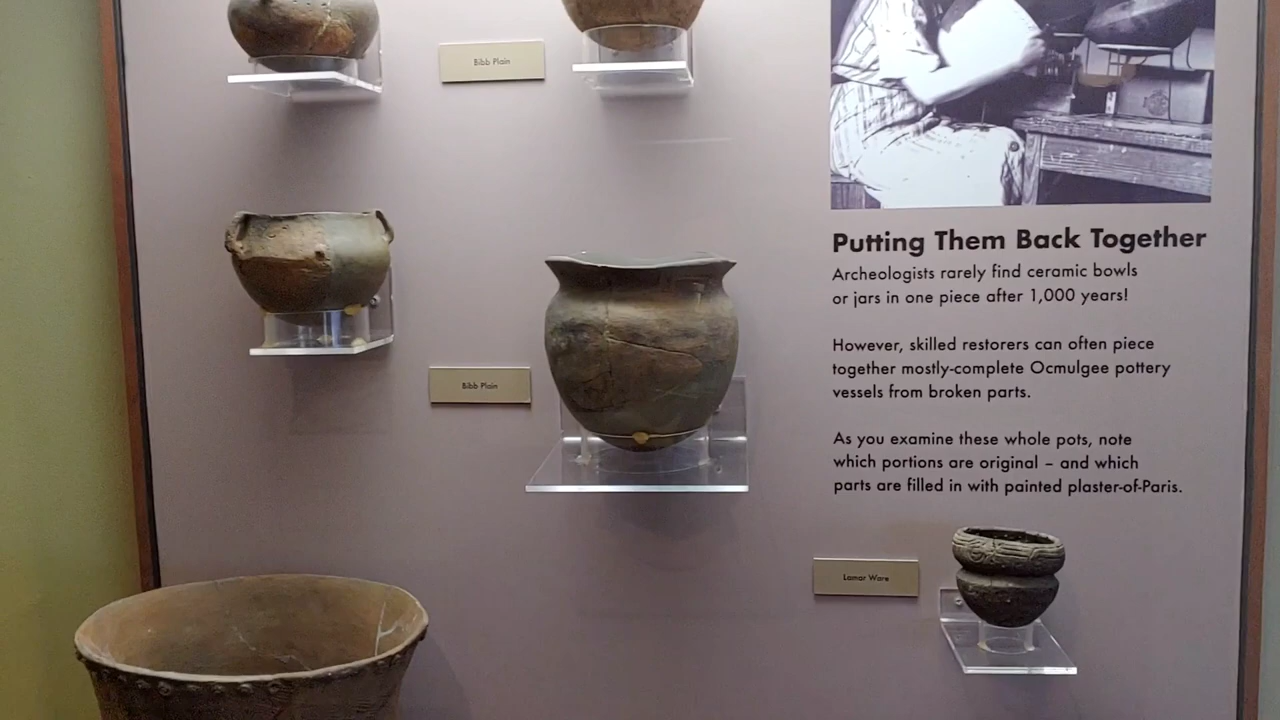 Bibb Plain
Putting Them Back Together
Archeologists rarely find ceramic bowls
or jars in one piece after 1,000 years!
However, skilled restorers can often piece
together mostly-complete Ocmulgee pottery
vessels from broken parts.
Bibb Plain
As you examine these whole pots, note
which portions are original – and which
parts are filled in with painted plaster-of-Paris.
Lamar Ware